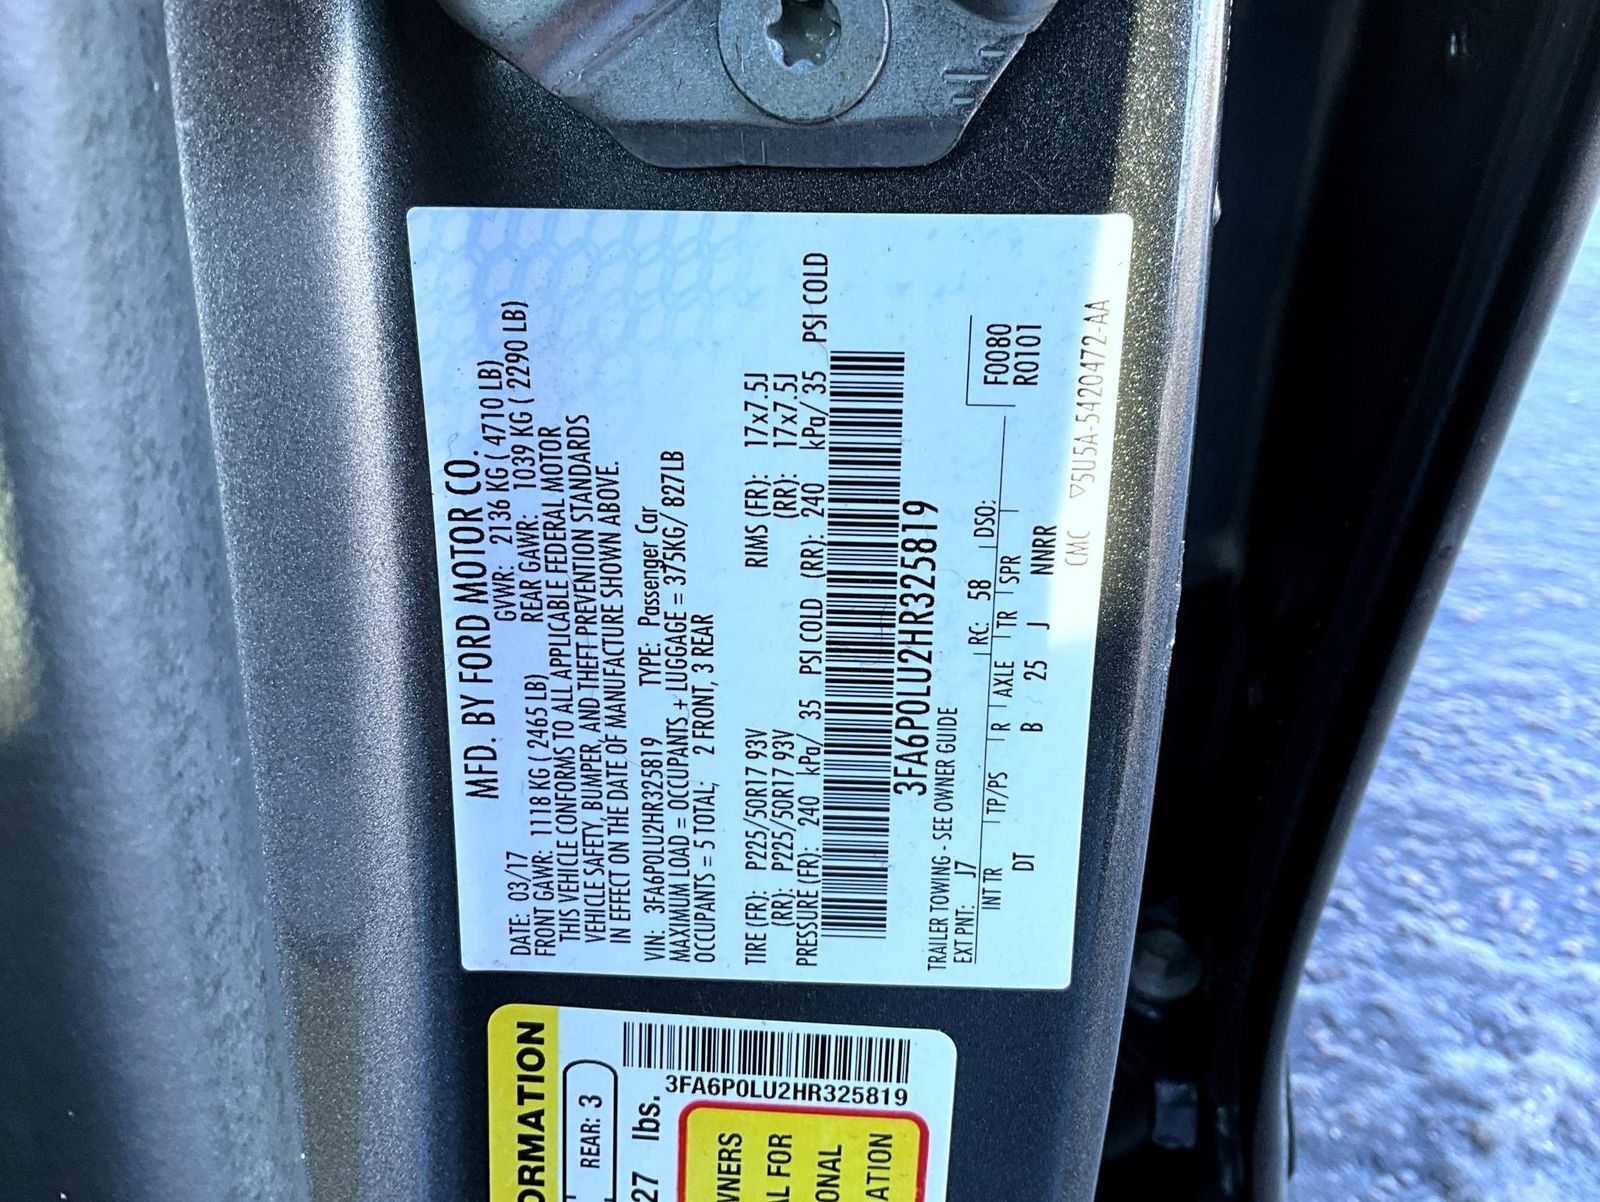 MFD. BY FORD MOTOR CO.
DATE: 03/17 GVWR: 2136 KG ( 4710 LB)
FRONT GAWR: 1118 KG ( 2465 LB) REAR GAWR: 1039 KG ( 2290 LB)
THIS VEHICLE CONFORMS TO ALL APPLICABLE FEDERAL MOTOR
VEHICLE SAFETY, BUMPER, AND THEFT PREVENTION STANDARDS
IN EFFECT ON THE DATE OF MANUFACTURE SHOWN ABOVE.
VIN: 3FA6P0LU2HR325819 TYPE: Passenger Car
MAXIMUM LOAD = OCCUPANTS + LUGGAGE = 375KG/ 827LB
OCCUPANTS = 5 TOTAL; 2 FRONT, 3 REAR
TIRE (FR): P225/50R17 93V RIMS (FR): 17x7.5J
(RR): P225/50R17 93V (RR): 17x7.5J
PRESSURE (FR): 240 kPa/ 35 PSI COLD (RR): 240 kPa/ 35 PSI COLD
3FA6P0LU2HR325819
TRAILER TOWING - SEE OWNER GUIDE
EXT PNT: J7 RC: 58 DSO: F0080
INT TR TP/PS R AXLE TR SPR R0101
DT B 25 J NNRR
CMC ▽5U5A-5420472-AA
ORMATION
REAR: 3
27 lbs.
3FA6P0LU2HR325819
WNERS
AL FOR
ONAL
ATION